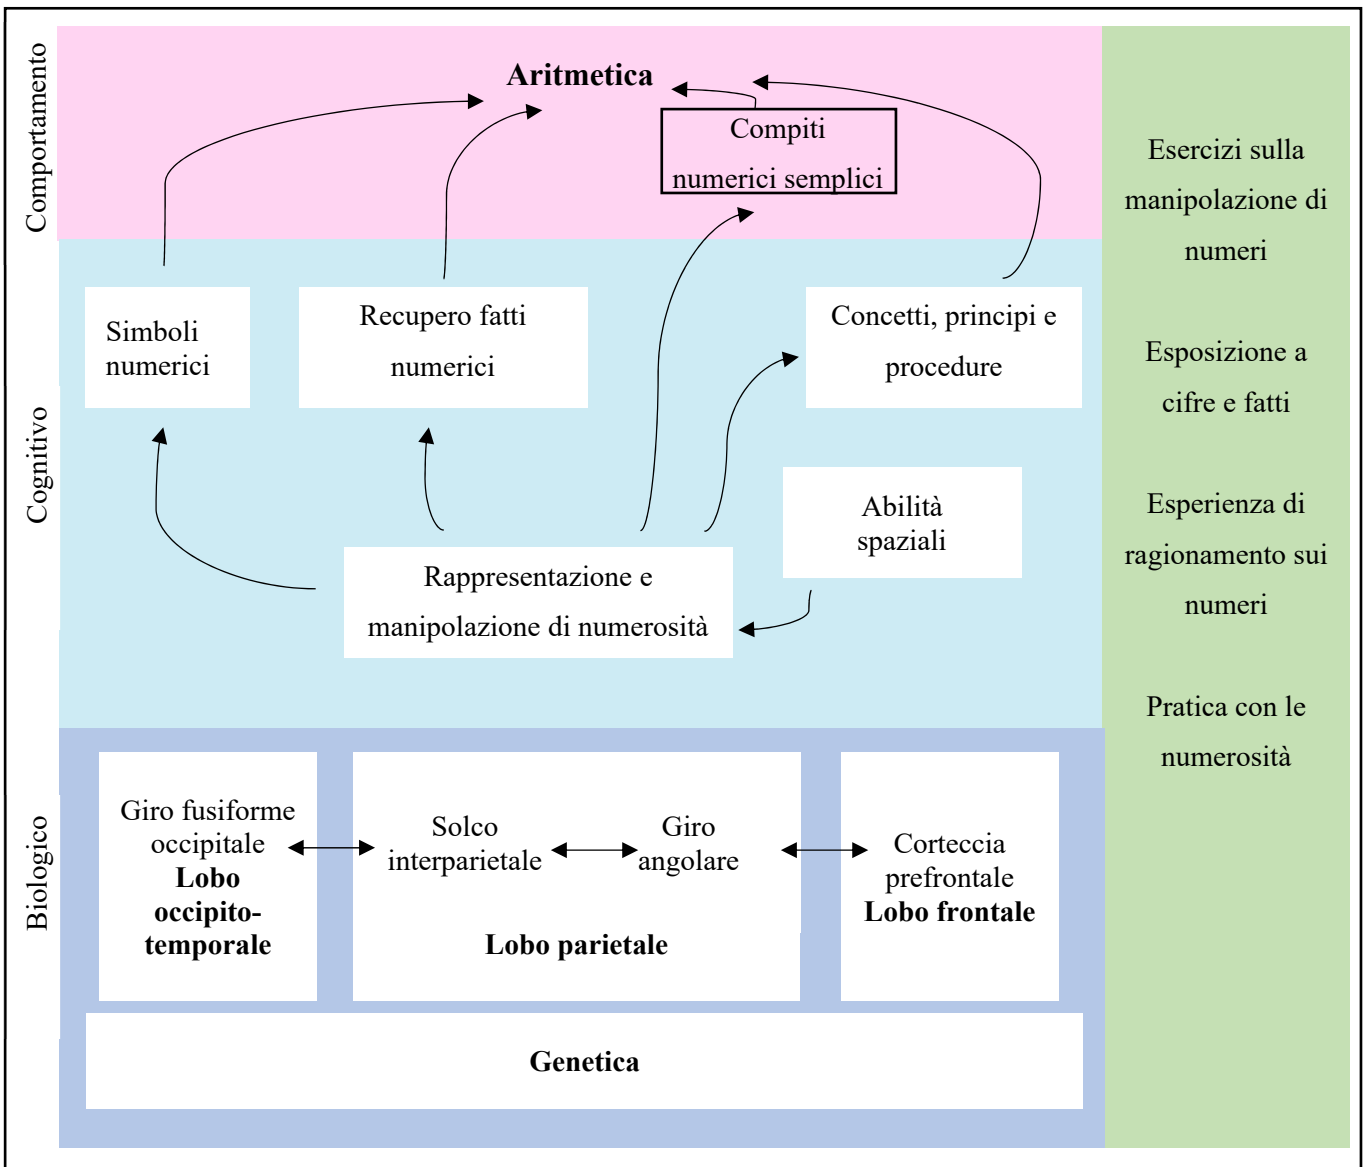 Comportamento
Aritmetica
Compiti
numerici semplici
Cognitivo
Simboli
numerici
Recupero fatti
numerici
Concetti, principi e
procedure
Abilità
spaziali
Rappresentazione e
manipolazione di numerosità
Biologico
Giro fusiforme
occipitale
Lobo
occipito-
temporale
Solco
interparietale
Giro
angolare
Lobo parietale
Corteccia
prefrontale
Lobo frontale
Genetica
Esercizi sulla
manipolazione di
numeri
Esposizione a
cifre e fatti
Esperienza di
ragionamento sui
numeri
Pratica con le
numerosità